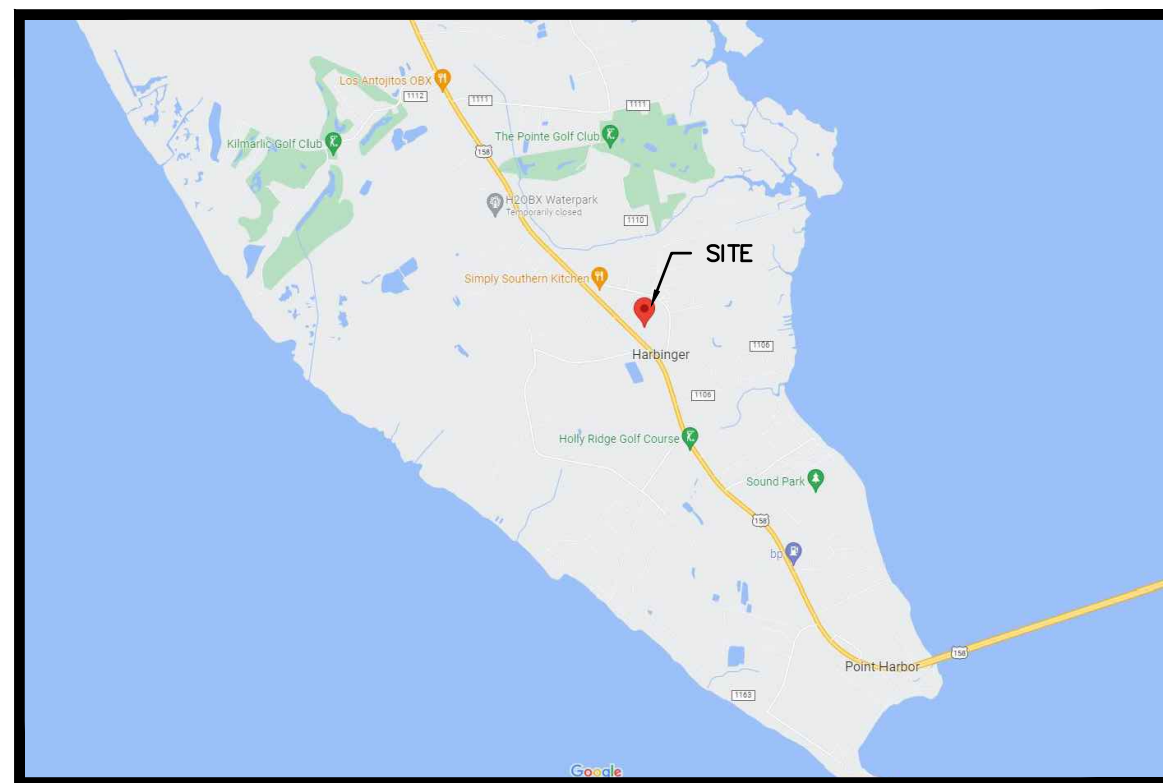 Los Antojitos OBX
1112
1111
1111
Kilmarlic Golf Club
The Pointe Golf Club
158
H2OBX Waterpark
Temporarily closed
1110
SITE
Simply Southern Kitchen
Harbinger
1106
1106
Holly Ridge Golf Course
Sound Park
158
bp
158
Point Harbor
1163
Google